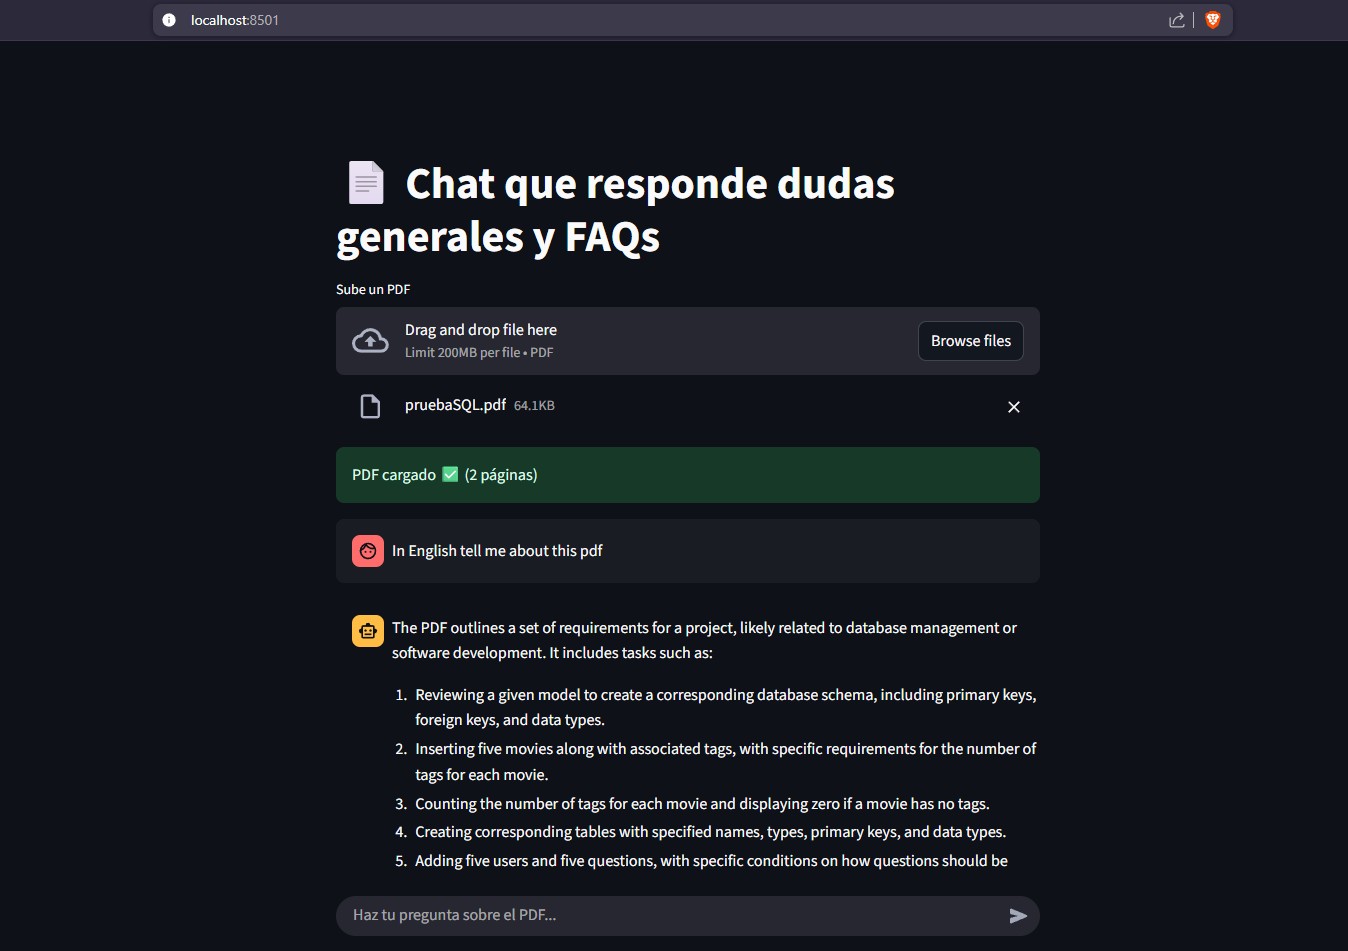 localhost:8501
Chat que responde dudas
generales y FAQs
Sube un PDF
Drag and drop file here
Limit 200MB per file • PDF
Browse files
pruebaSQL.pdf 64.1KB
PDF cargado ✅ (2 páginas)
In English tell me about this pdf
The PDF outlines a set of requirements for a project, likely related to database management or
software development. It includes tasks such as:
1. Reviewing a given model to create a corresponding database schema, including primary keys,
foreign keys, and data types.
2. Inserting five movies along with associated tags, with specific requirements for the number of
tags for each movie.
3. Counting the number of tags for each movie and displaying zero if a movie has no tags.
4. Creating corresponding tables with specified names, types, primary keys, and data types.
5. Adding five users and five questions, with specific conditions on how questions should be
Haz tu pregunta sobre el PDF...